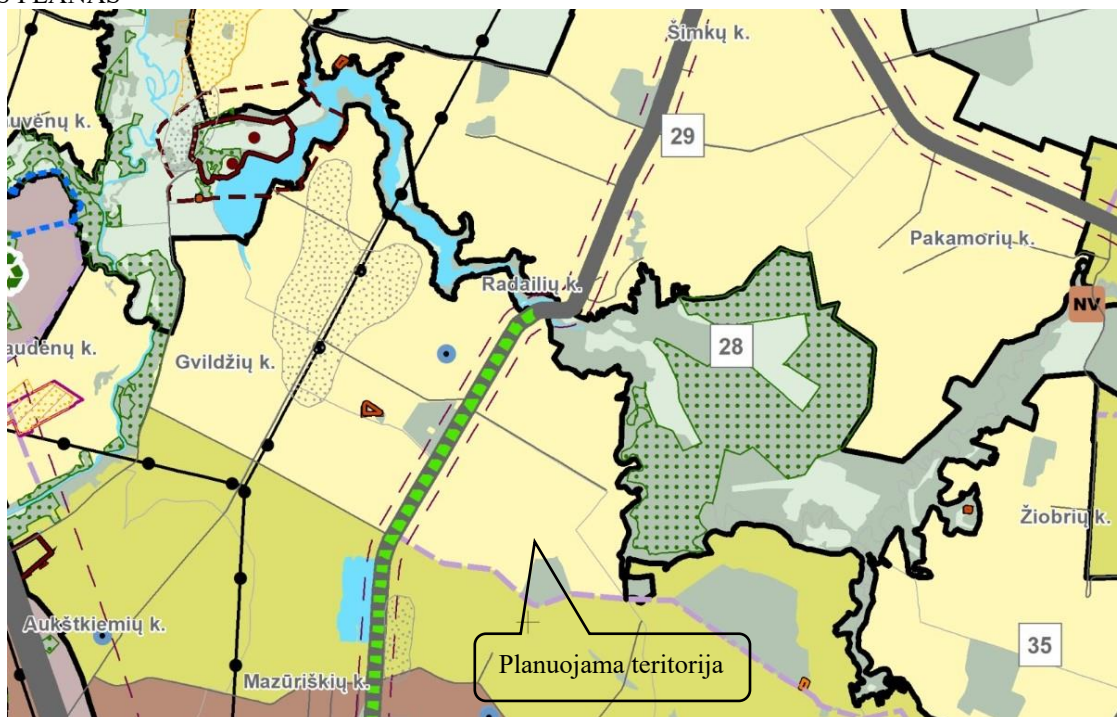 Šimkų k.
29
Pakamorių k.
Radailių k.
NV
28
Gvildžių k.
Žiobrių k.
Aukštkiemių k.
Planuojama teritorija
35
Mazūriškių k.